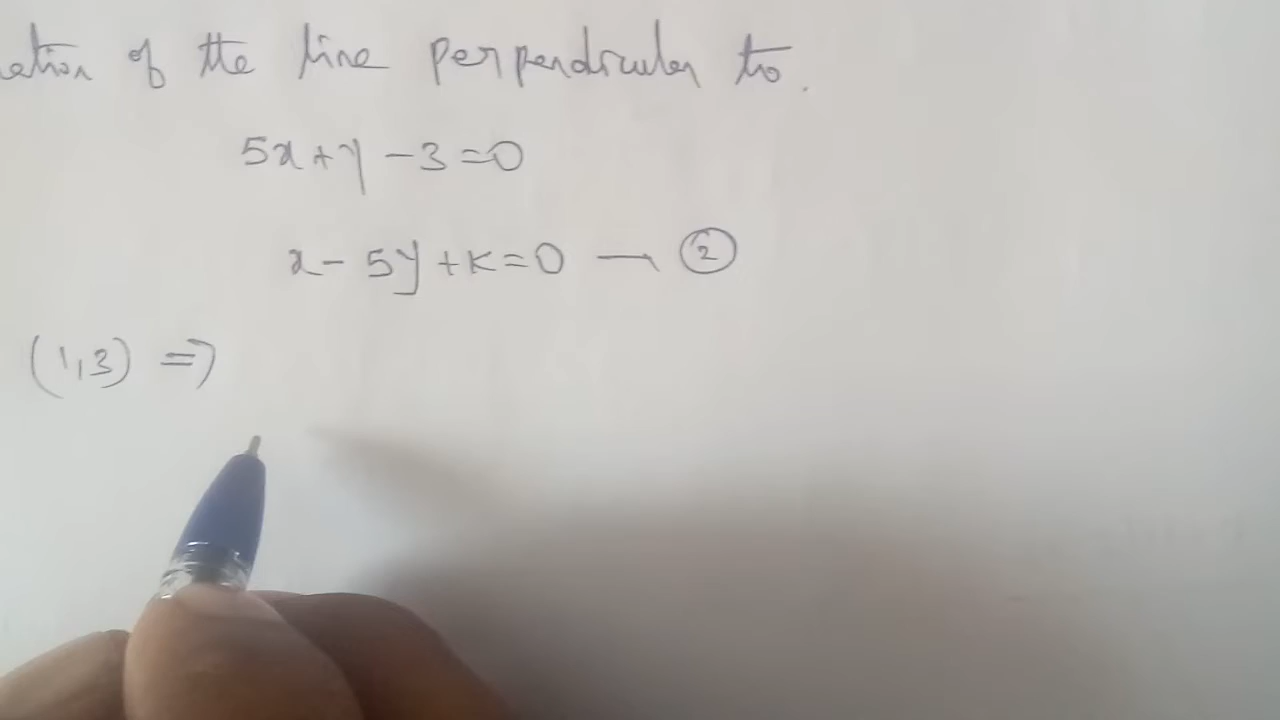 of the line perpendicular to.
5x+y-3=0
x-5y+k=0 — ②
(1,3) ⇒